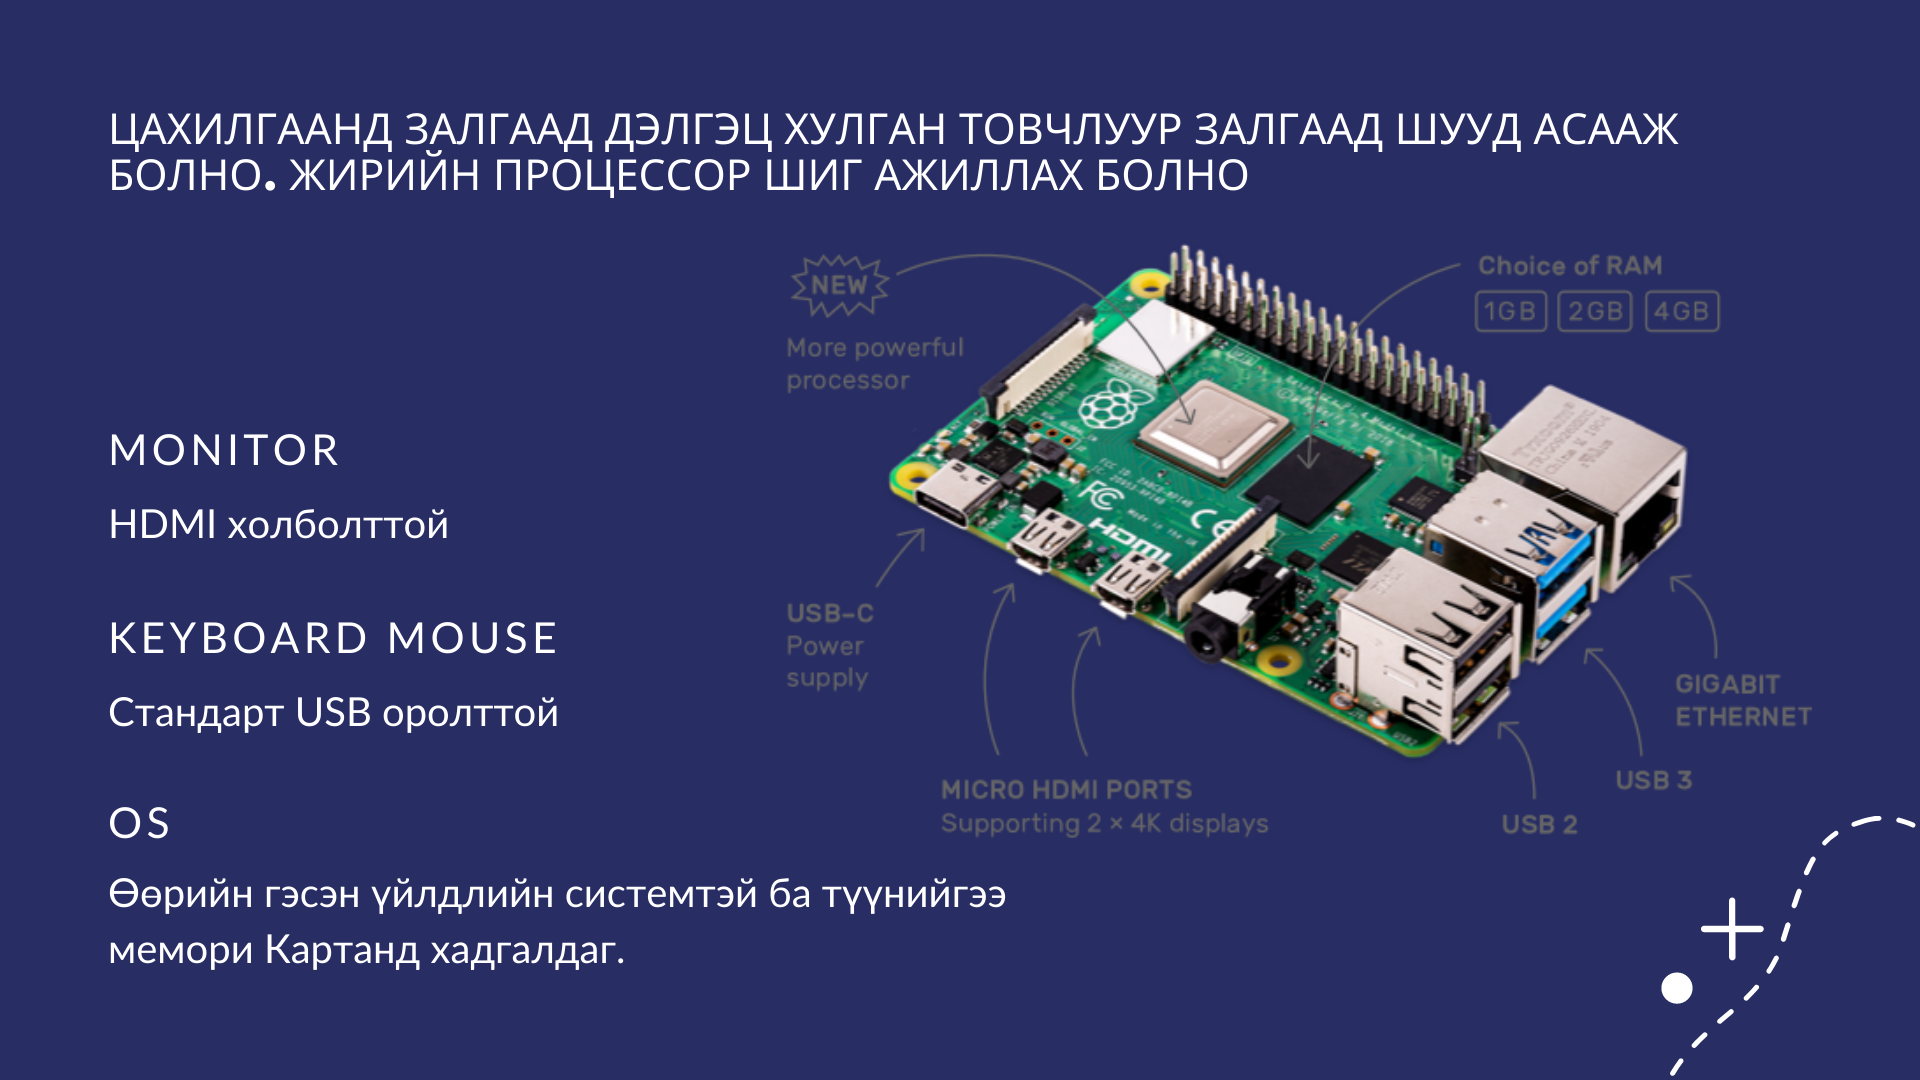 ЦАХИЛГААНД ЗАЛГААД ДЭЛГЭЦ ХУЛГАН ТОВЧЛУУР ЗАЛГААД ШУУД АСААЖ
БОЛНО. ЖИРИЙН ПРОЦЕССОР ШИГ АЖИЛЛАХ БОЛНО
MONITOR
HDMI холболттой
KEYBOARD MOUSE
Стандарт USB оролттой
OS
Өөрийн гэсэн үйлдлийн системтэй ба түүнийгээ
мемори Картанд хадгалдаг.
NEW
More powerful
processor
Choice of RAM
1GB 2GB 4GB
USB-C
Power
supply
MICRO HDMI PORTS
Supporting 2 × 4K displays
USB 2
USB 3
GIGABIT
ETHERNET
FC
CE
HDMI